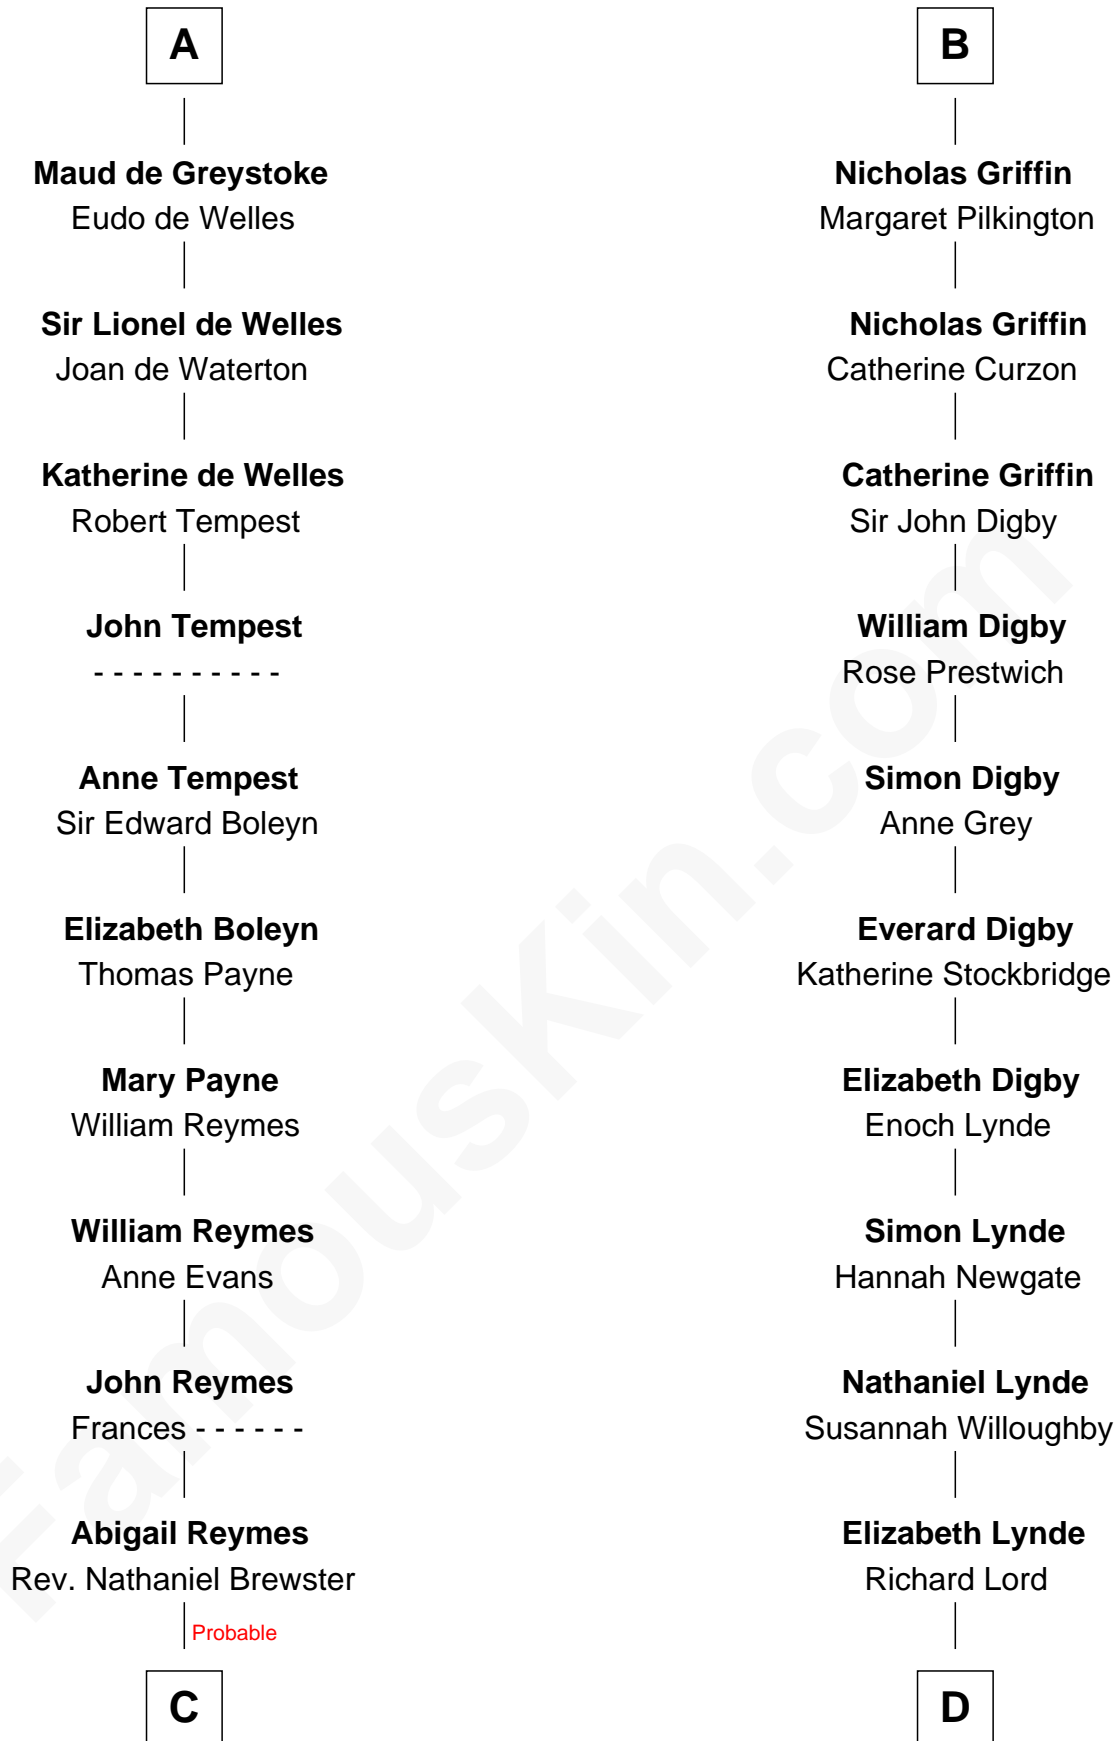 A
Maud de Greystoke
Eudo de Welles
Sir Lionel de Welles
Joan de Waterton
Katherine de Welles
Robert Tempest
John Tempest
- - - - - - - - - -
Anne Tempest
Sir Edward Boleyn
Elizabeth Boleyn
Thomas Payne
Mary Payne
William Reymes
William Reymes
Anne Evans
John Reymes
Frances - - - - - -
Abigail Reymes
Rev. Nathaniel Brewster
Probable
C
B
Nicholas Griffin
Margaret Pilkington
Nicholas Griffin
Catherine Curzon
Catherine Griffin
Sir John Digby
William Digby
Rose Prestwich
Simon Digby
Anne Grey
Everard Digby
Katherine Stockbridge
Elizabeth Digby
Enoch Lynde
Simon Lynde
Hannah Newgate
Nathaniel Lynde
Susannah Willoughby
Elizabeth Lynde
Richard Lord
D
FamousKin.com